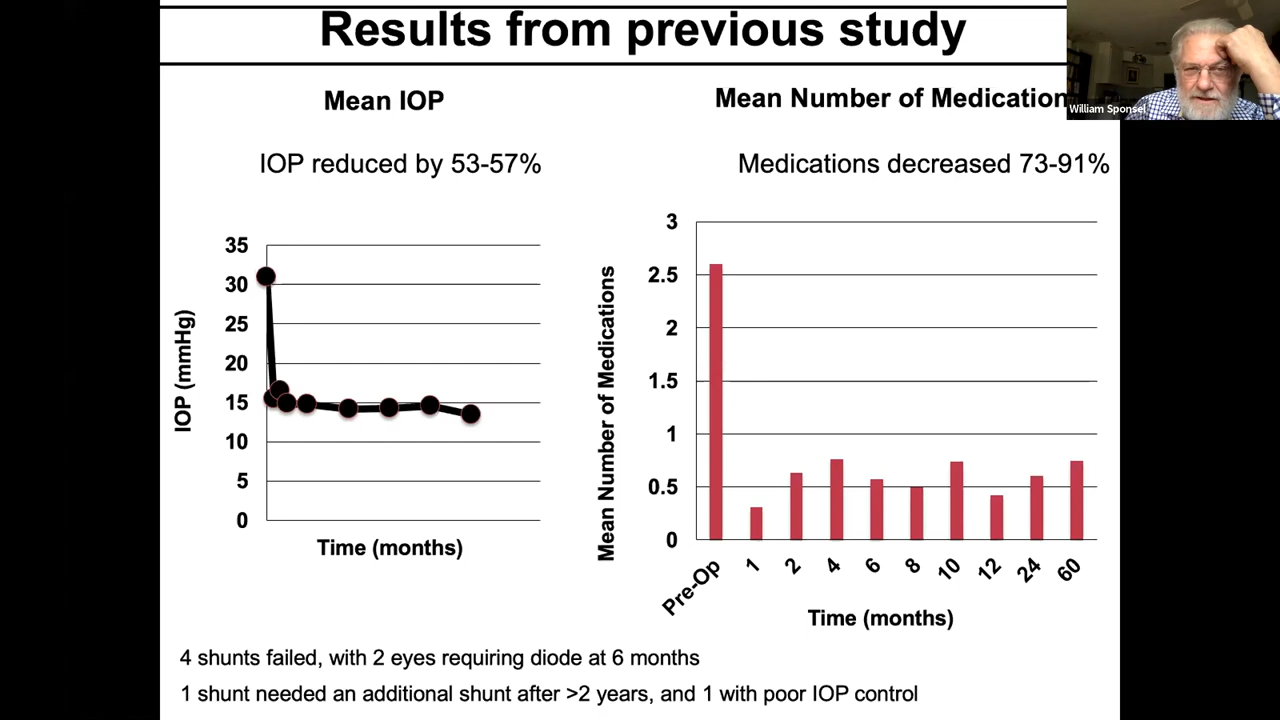 Results from previous study
William Sponsel
Mean IOP
Mean Number of Medication
IOP reduced by 53-57%
Medications decreased 73-91%
35
30
25
20
15
10
5
0
IOP (mmHg)
Time (months)
3
2.5
2
1.5
1
0.5
0
Mean Number of Medications
Pre-Op
1
2
4
6
8
10
12
24
60
Time (months)
4 shunts failed, with 2 eyes requiring diode at 6 months
1 shunt needed an additional shunt after >2 years, and 1 with poor IOP control